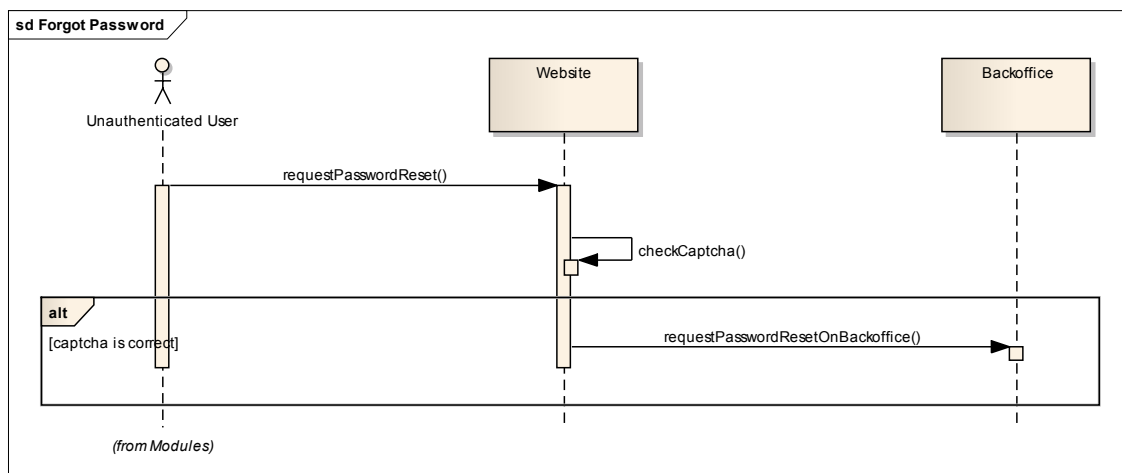 sd Forgot Password
Unauthenticated User
Website
Backoffice
requestPasswordReset()
checkCaptcha()
alt
[captcha is correct]
requestPasswordResetOnBackoffice()
(from Modules)